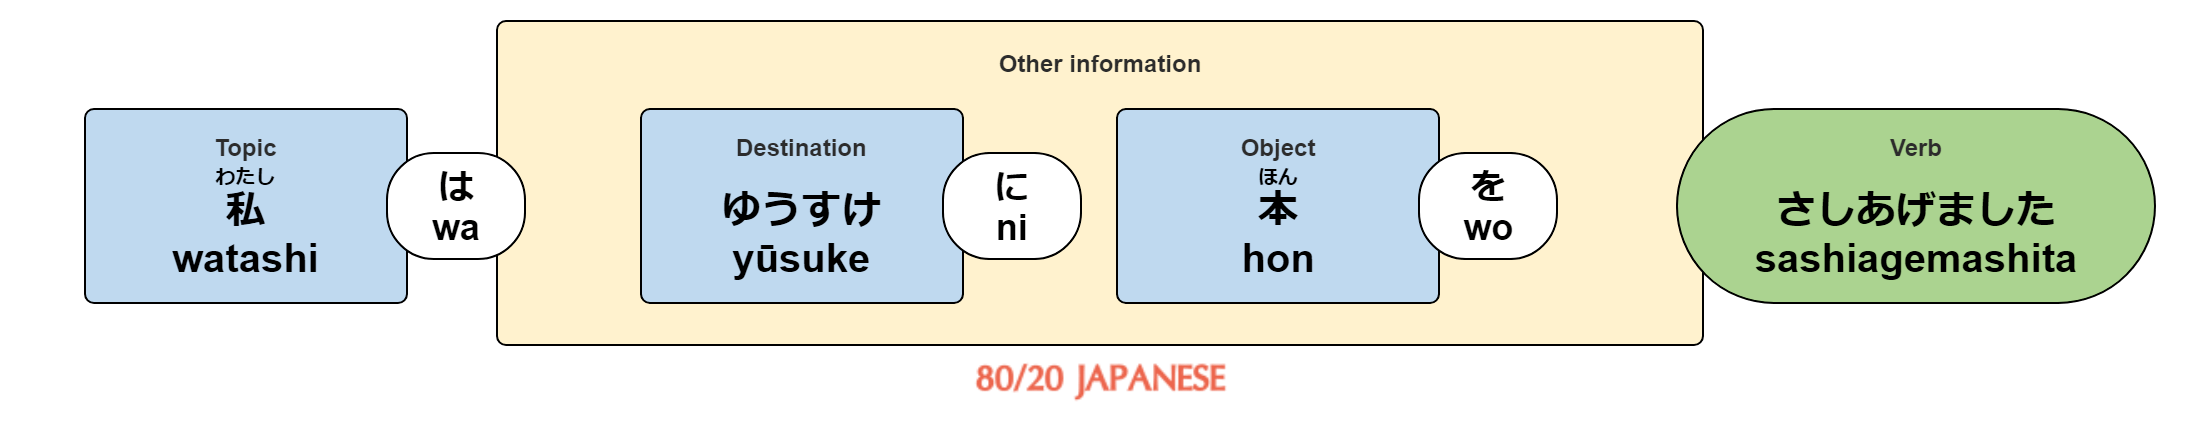 Other information
Topic
わたし
私
watashi
は
wa
Destination
ゆうすけ
yūsuke
に
ni
Object
ほん
本
hon
を
wo
Verb
さしあげました
sashiagemashita
80/20 JAPANESE